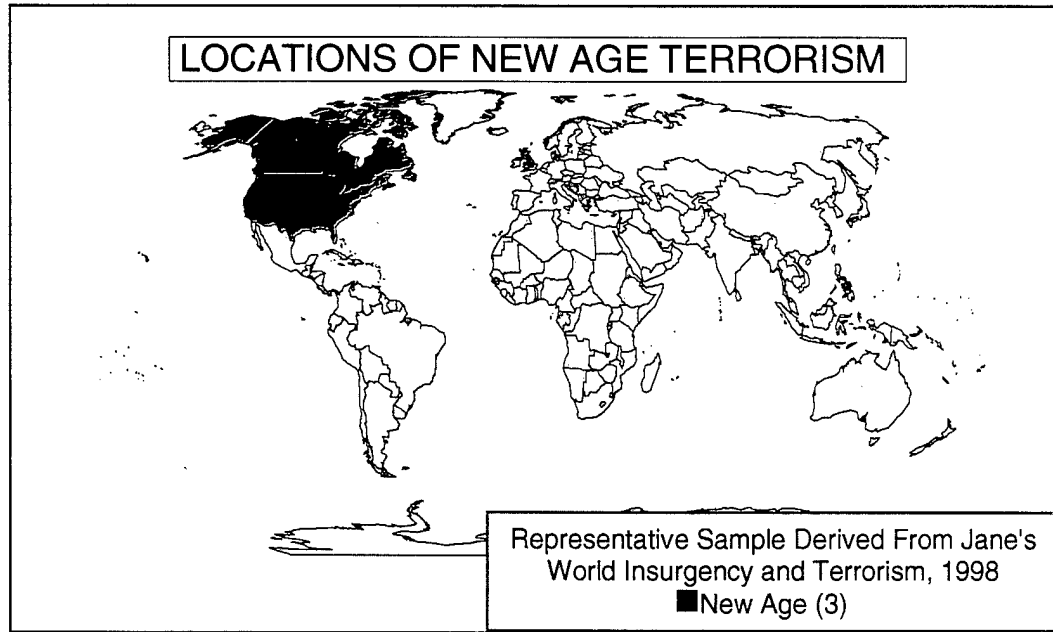 LOCATIONS OF NEW AGE TERRORISM
Representative Sample Derived From Jane's
World Insurgency and Terrorism, 1998
New Age (3)